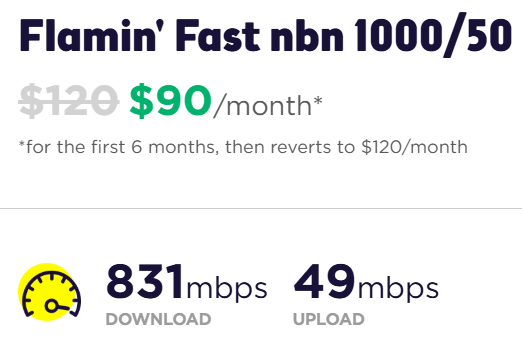 Flamin' Fast nbn 1000/50
$120 $90/month*
*for the first 6 months, then reverts to $120/month
831mbps 49mbps
DOWNLOAD UPLOAD